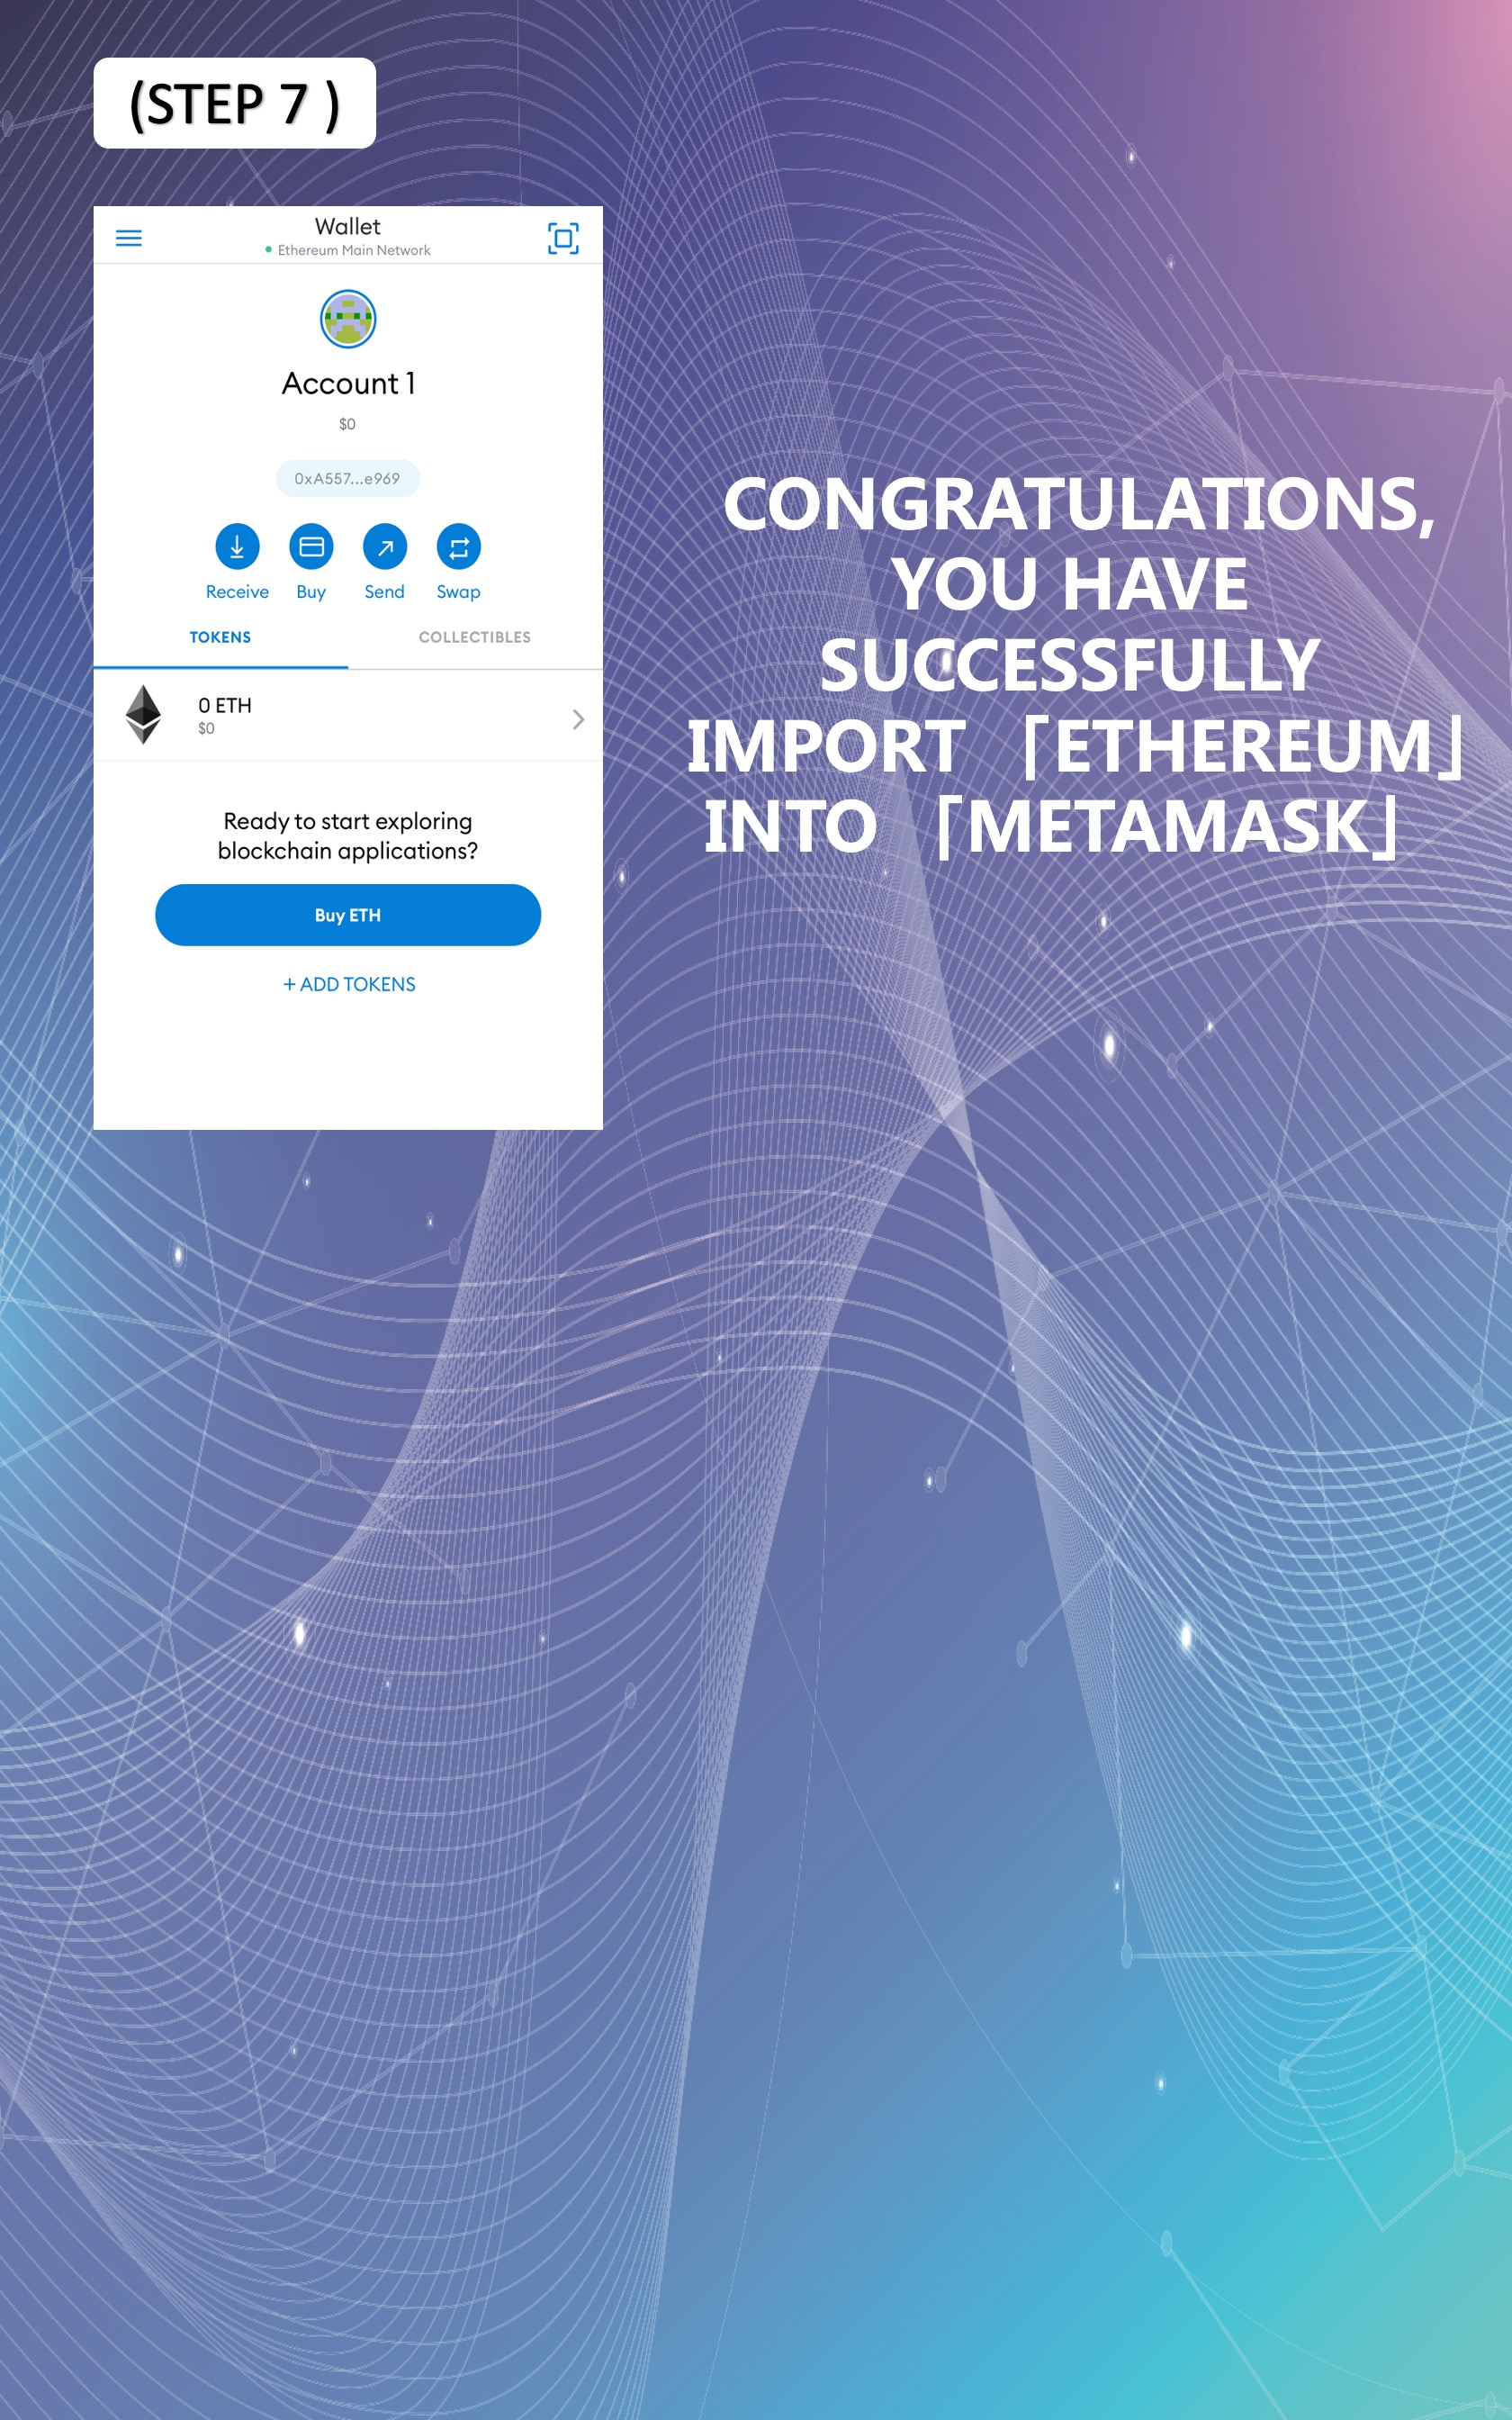 (STEP 7 )
Wallet
Ethereum Main Network
Account 1
$0
0xA557...e969
Receive Buy Send Swap
TOKENS COLLECTIBLES
0 ETH
$0
Ready to start exploring
blockchain applications?
Buy ETH
+ ADD TOKENS
CONGRATULATIONS,
YOU HAVE
SUCCESSFULLY
IMPORT 「ETHEREUM」
INTO 「METAMASK」